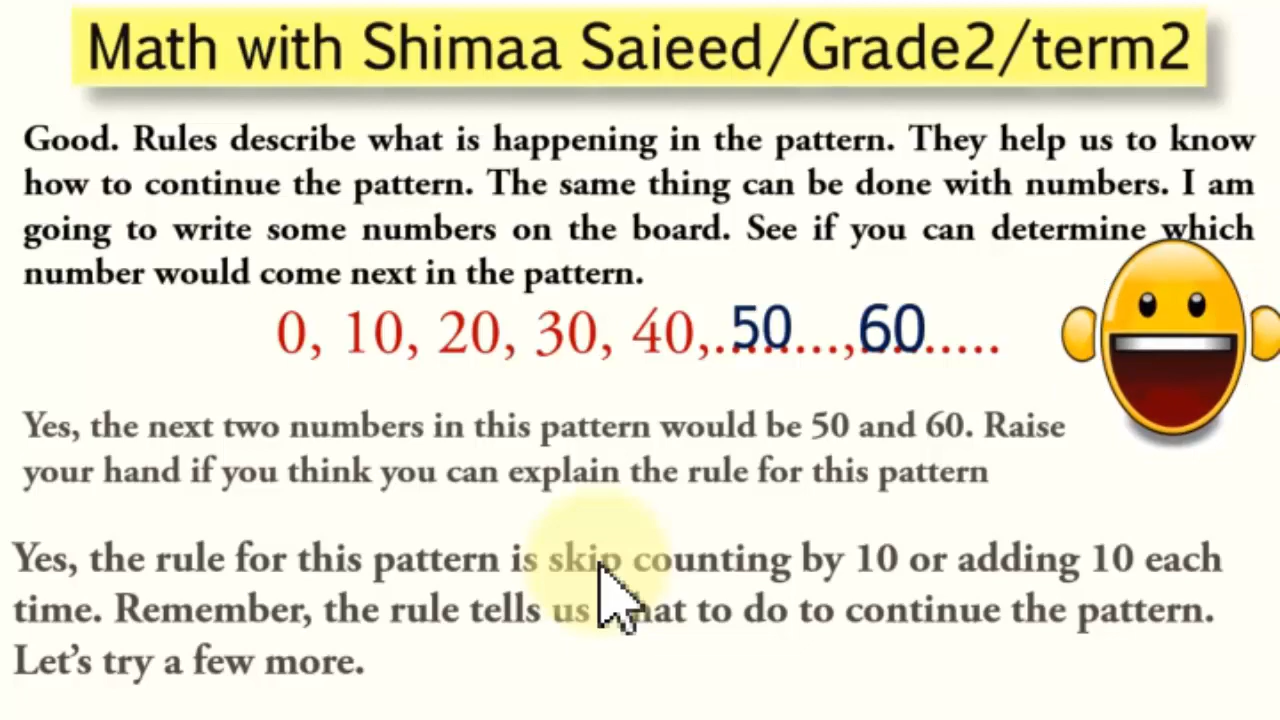 Math with Shimaa Saieed/Grade2/term2
Good. Rules describe what is happening in the pattern. They help us to know
how to continue the pattern. The same thing can be done with numbers. I am
going to write some numbers on the board. See if you can determine which
number would come next in the pattern.
0, 10, 20, 30, 40,...50...,60.....
Yes, the next two numbers in this pattern would be 50 and 60. Raise
your hand if you think you can explain the rule for this pattern
Yes, the rule for this pattern is skip counting by 10 or adding 10 each
time. Remember, the rule tells us what to do to continue the pattern.
Let’s try a few more.